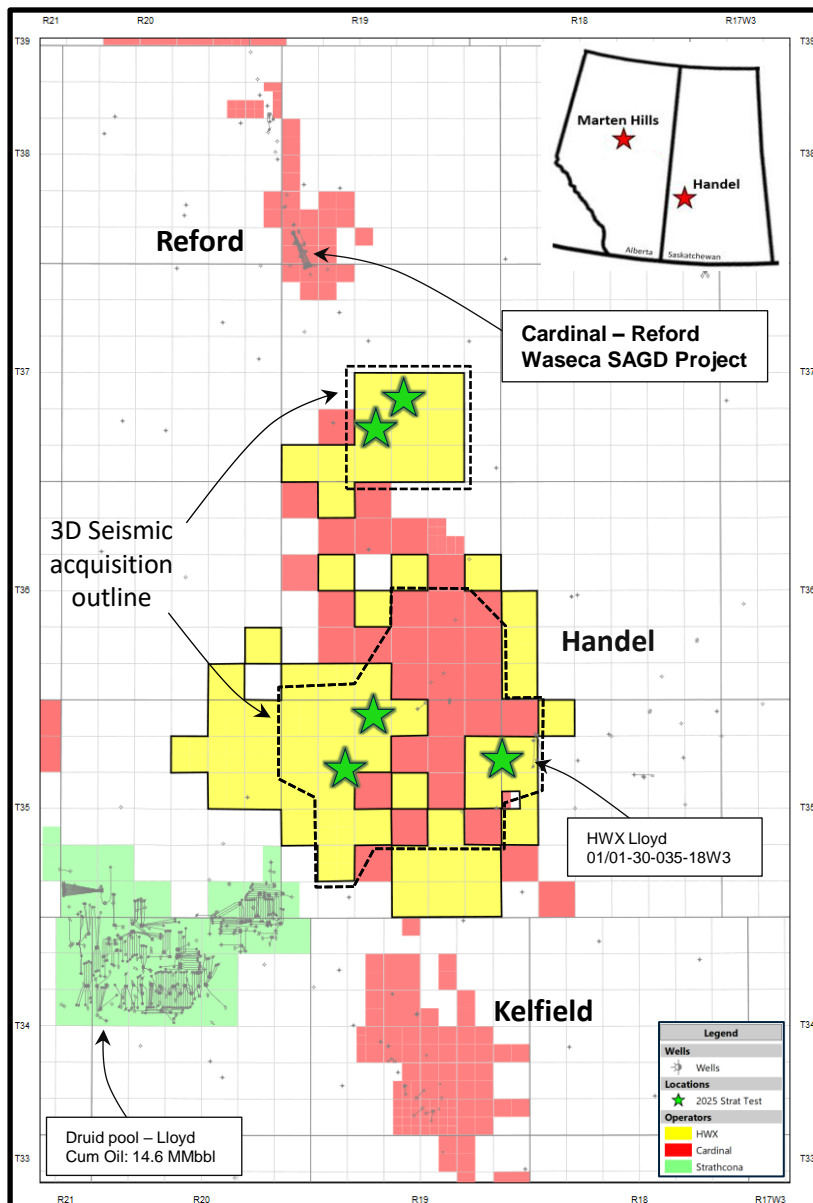 R21 R20 R19 R18 R17W3
T39
T38
T37
T36
T35
T34
T33
Marten Hills
Handel
Alberta Saskatchewan
Reford
Cardinal – Reford
Waseca SAGD Project
3D Seismic
acquisition
outline
Handel
HWX Lloyd
01/01-30-035-18W3
Kelfield
Druid pool – Lloyd
Cum Oil: 14.6 MMbbl
Legend
Wells
Wells
Locations
2025 Strat Test
Operators
HWX
Cardinal
Strathcona
T39
T38
T37
T36
T35
T34
T33
R21 R20 R19 R18 R17W3